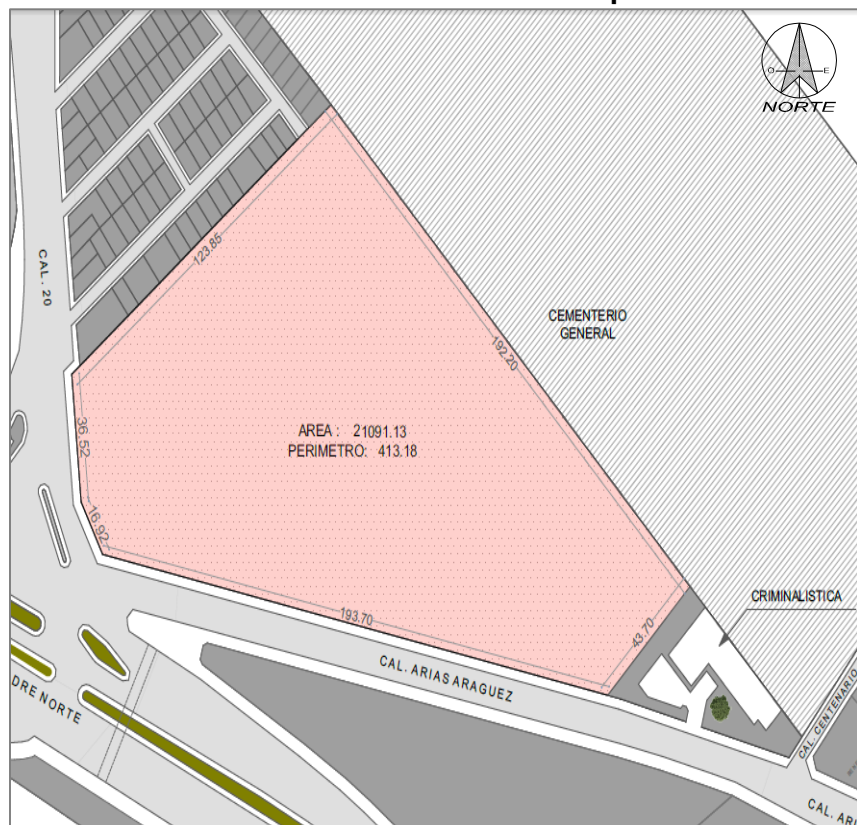 O
E
NORTE
CAL. 20
123.85
CEMENTERIO
GENERAL
192.20
36.52
AREA : 21091.13
PERIMETRO: 413.18
16.92
193.70
43.70
CRIMINALISTICA
CAL. ARIAS ARAGUEZ
DRE NORTE
CAL. CENTENARIO
CAL. ARI